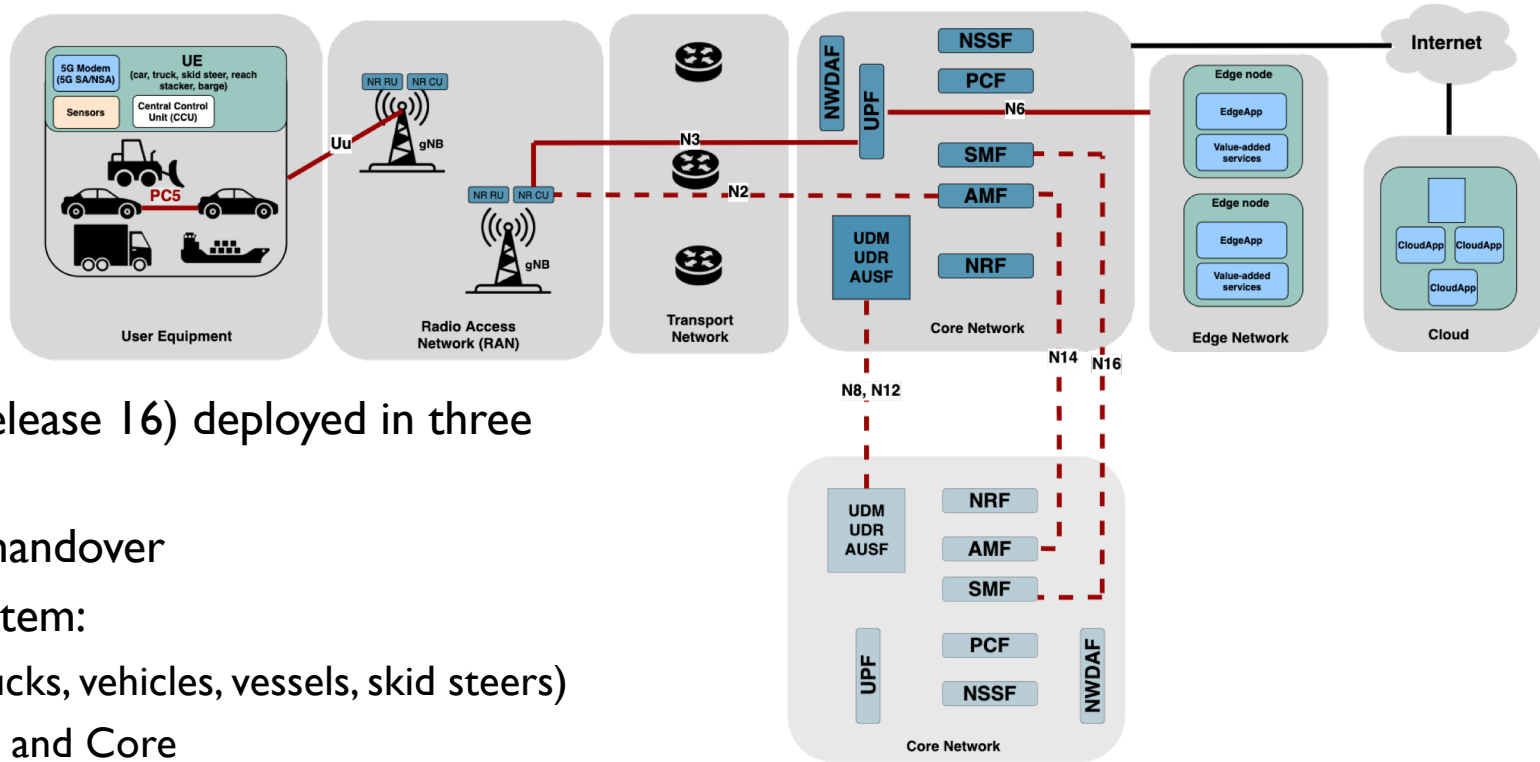 UE
(car, truck, skid steer, reach
stacker, barge)
5G Modem
(5G SA/NSA)
Sensors
Central Control
Unit (CCU)
PC5
User Equipment
Uu
NR RU
NR CU
gNB
NR RU
NR CU
gNB
Radio Access
Network (RAN)
N3
N2
Transport
Network
NWDAF
UPF
NSSF
PCF
SMF
AMF
NRF
UDM
UDR
AUSF
Core Network
N6
Edge node
EdgeApp
Value-added
services
Edge node
EdgeApp
Value-added
services
Edge Network
Internet
CloudApp
CloudApp
CloudApp
Cloud
N14
N16
N8, N12
elease 16) deployed in three
handover
tem:
ucks, vehicles, vessels, skid steers)
and Core
UDM
UDR
AUSF
NRF
AMF
SMF
PCF
NSSF
UPF
NWDAF
Core Network